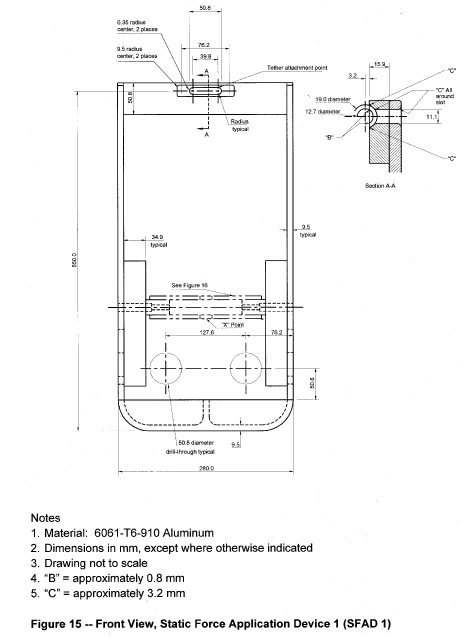 50.8
6.35 radius
center, 2 places
76.2
9.5 radius
center, 2 places
39.8
A
Tether attachment point
50.8
Radius
typical
A
15.9
3.2
"C"
19.0 diameter
12.7 diameter
"C" All
around
slot
11.1
"B"
"C"
Section A-A
34.9
typical
9.5
typical
550.0
See Figure 16
"X" Point
127.6
76.2
50.8
50.8 diameter
drill-through typical
9.5
280.0
Notes
1. Material: 6061-T6-910 Aluminum
2. Dimensions in mm, except where otherwise indicated
3. Drawing not to scale
4. "B" = approximately 0.8 mm
5. "C" = approximately 3.2 mm
Figure 15 -- Front View, Static Force Application Device 1 (SFAD 1)